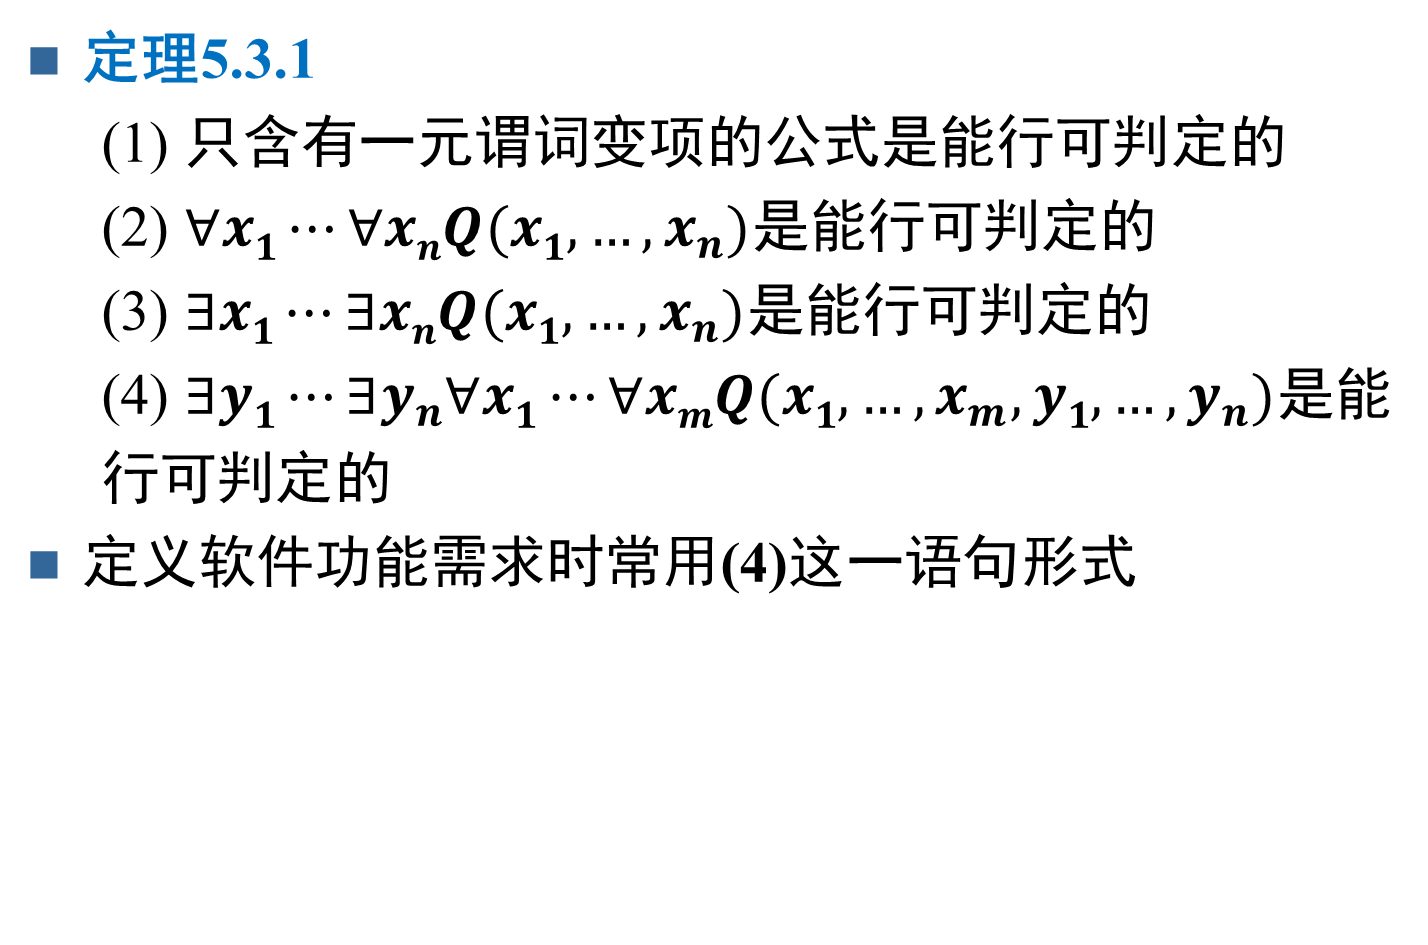 ■ 定理5.3.1
(1) 只含有一元谓词变项的公式是能行可判定的
(2) ∀x₁ ⋯ ∀xₙQ(x₁, … , xₙ)是能行可判定的
(3) ∃x₁ ⋯ ∃xₙQ(x₁, … , xₙ)是能行可判定的
(4) ∃y₁ ⋯ ∃yₙ∀x₁ ⋯ ∀xₘQ(x₁, … , xₘ, y₁, … , yₙ)是能
行可判定的
■ 定义软件功能需求时常用(4)这一语句形式